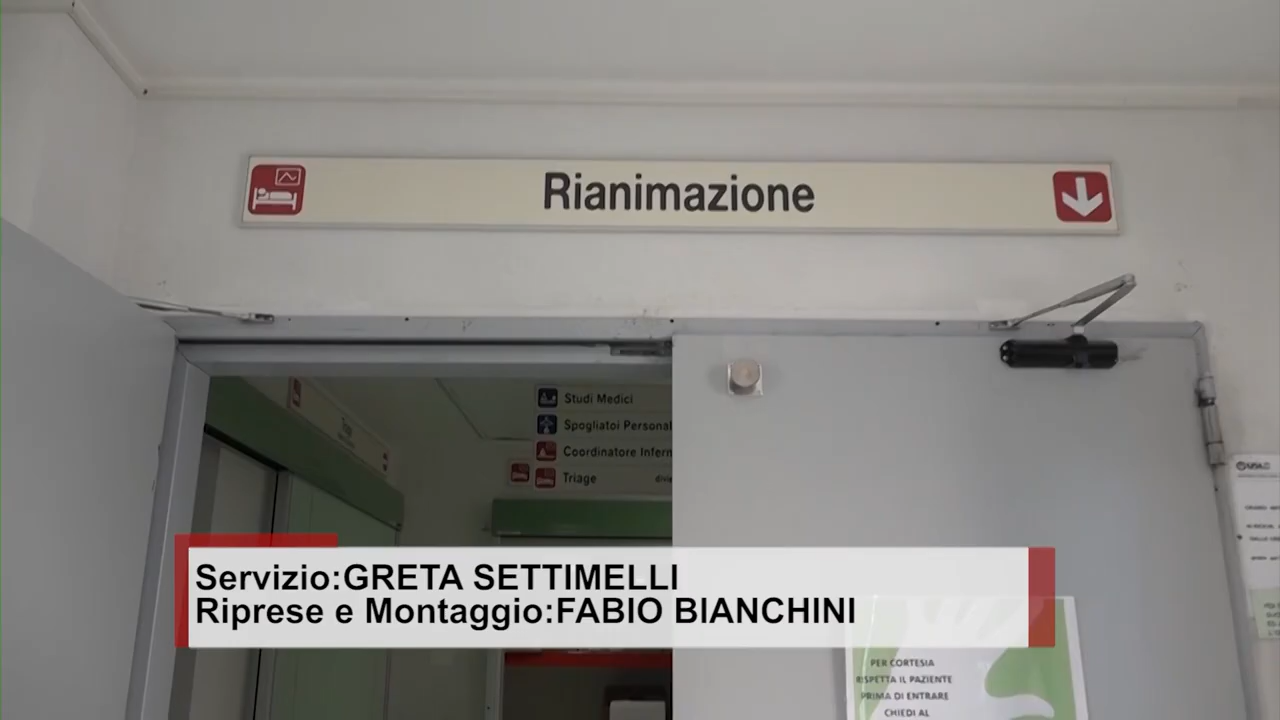 Rianimazione
Studi Medici
Spogliatoi Personal
Coordinatore Inferm
Triage
Servizio:GRETA SETTIMELLI
Riprese e Montaggio:FABIO BIANCHINI
PER CORTESIA
RISPETTA IL PAZIENTE
PRIMA DI ENTRARE
CHIEDI AL